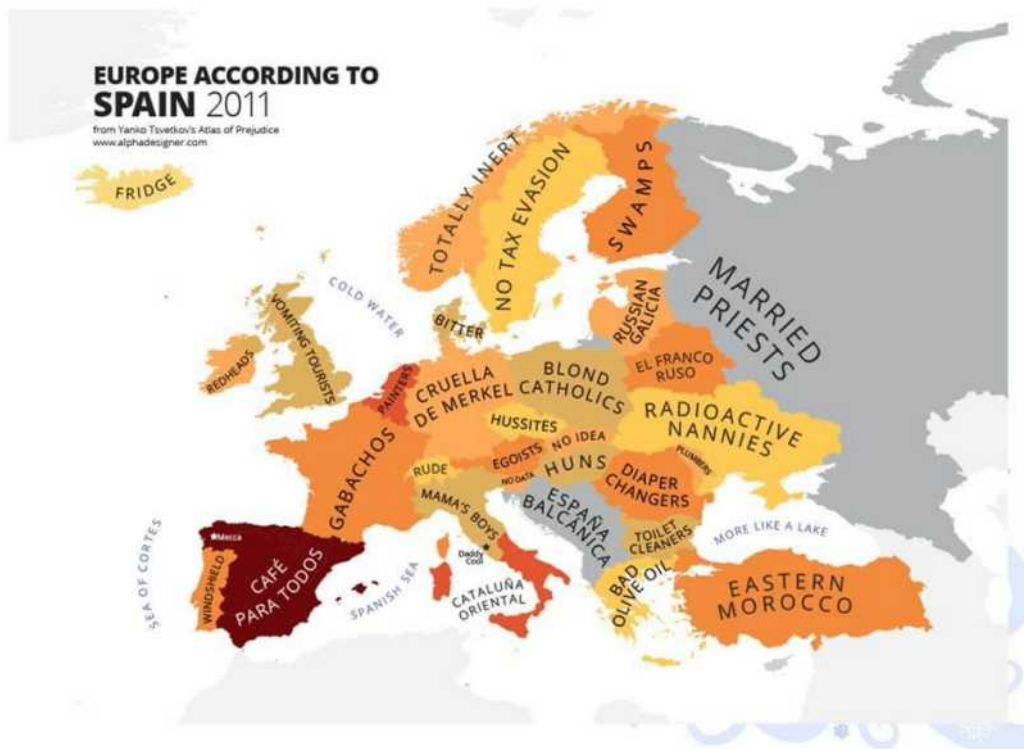 EUROPE ACCORDING TO
SPAIN 2011
from Yanko Tsvetkov's Atlas of Prejudice
www.alphadesigner.com
FRIDGE
TOTALLY INERT
NO TAX EVASION
SWAMPS
COLD WATER
MARRIED
PRIESTS
RUSSIAN
GALICIA
VOMITING TOURISTS
REDHEADS
BITTER
PAINTERS
CRUELLA
DE MERKEL
BLOND
CATHOLICS
EL FRANCO
RUSO
RADIOACTIVE
NANNIES
PLUMBERS
HUSSITES
NO IDEA
EGOISTS
HUNS
NO DATA
DIAPER
CHANGERS
GABACHOS
RUDE
MAMA'S BOYS
ESPAÑA
BALCÁNICA
TOILET
CLEANERS
MORE LIKE A LAKE
SEA OF CORTES
Mecca
WINDSHIELD
CAFÉ
PARA TODOS
SPANISH SEA
Daddy
Cool
CATALUÑA
ORIENTAL
BAD
OLIVE OIL
EASTERN
MOROCCO